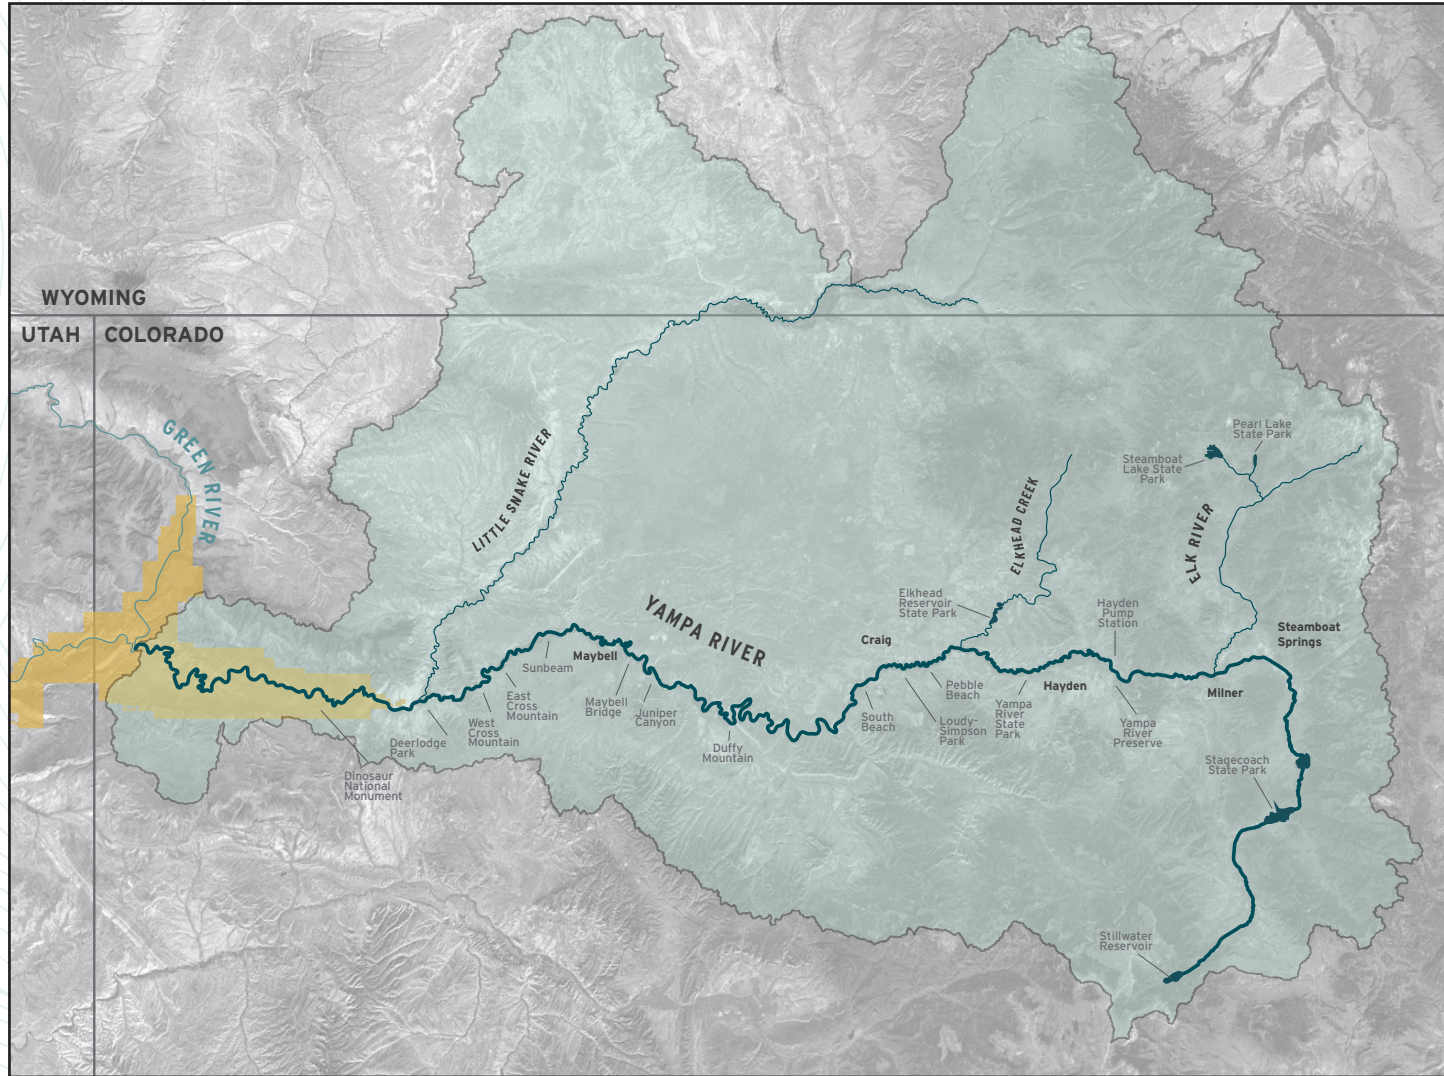 WYOMING
UTAH
COLORADO
GREEN RIVER
LITTLE SNAKE RIVER
ELKHEAD CREEK
ELK RIVER
Pearl Lake
State Park
Steamboat
Lake State
Park
YAMPA RIVER
Elkhead
Reservoir
State Park
Hayden
Pump
Station
Steamboat
Springs
Craig
Maybell
Sunbeam
East
Cross
Mountain
West
Cross
Mountain
Maybell
Bridge
Juniper
Canyon
Duffy
Mountain
South
Beach
Loudy-
Simpson
Park
Pebble
Beach
Yampa
River
State
Park
Hayden
Yampa
River
Preserve
Milner
Deerlodge
Park
Dinosaur
National
Monument
Stagecoach
State Park
Stillwater
Reservoir